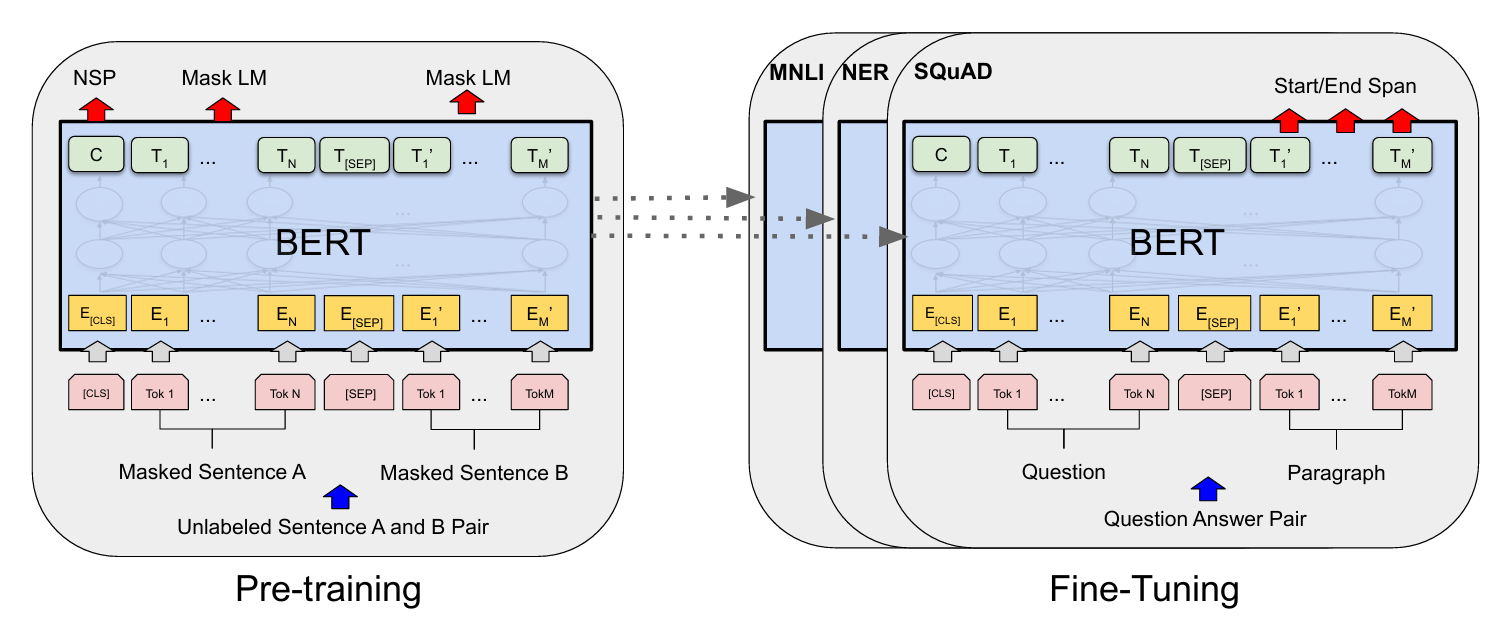 NSP Mask LM Mask LM
C T1 ... TN T[SEP] T1’ ... TM’
...
BERT
...
E[CLS] E1 ... EN E[SEP] E1’ ... EM’
[CLS] Tok 1 ... Tok N [SEP] Tok 1 ... TokM
Masked Sentence A Masked Sentence B
Unlabeled Sentence A and B Pair
Pre-training
MNLI NER SQuAD
Start/End Span
C T1 ... TN T[SEP] T1’ ... TM’
...
BERT
...
E[CLS] E1 ... EN E[SEP] E1’ ... EM’
[CLS] Tok 1 ... Tok N [SEP] Tok 1 ... TokM
Question Paragraph
Question Answer Pair
Fine-Tuning